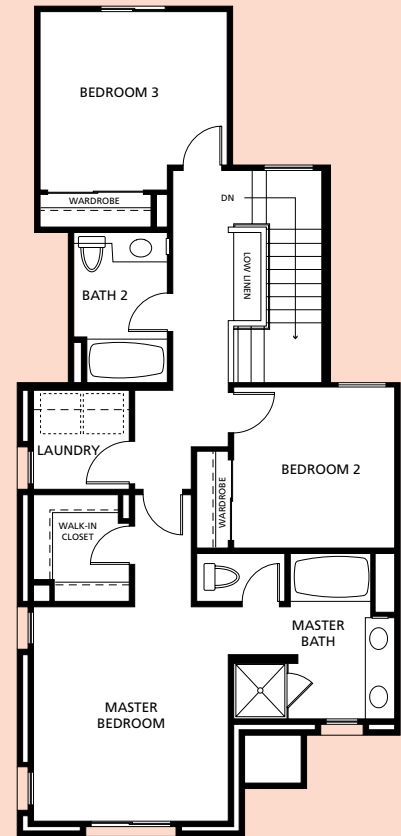 BEDROOM 3
WARDROBE
DN
LOW LINEN
BATH 2
LAUNDRY
BEDROOM 2
WARDROBE
WALK-IN
CLOSET
MASTER
BATH
MASTER
BEDROOM